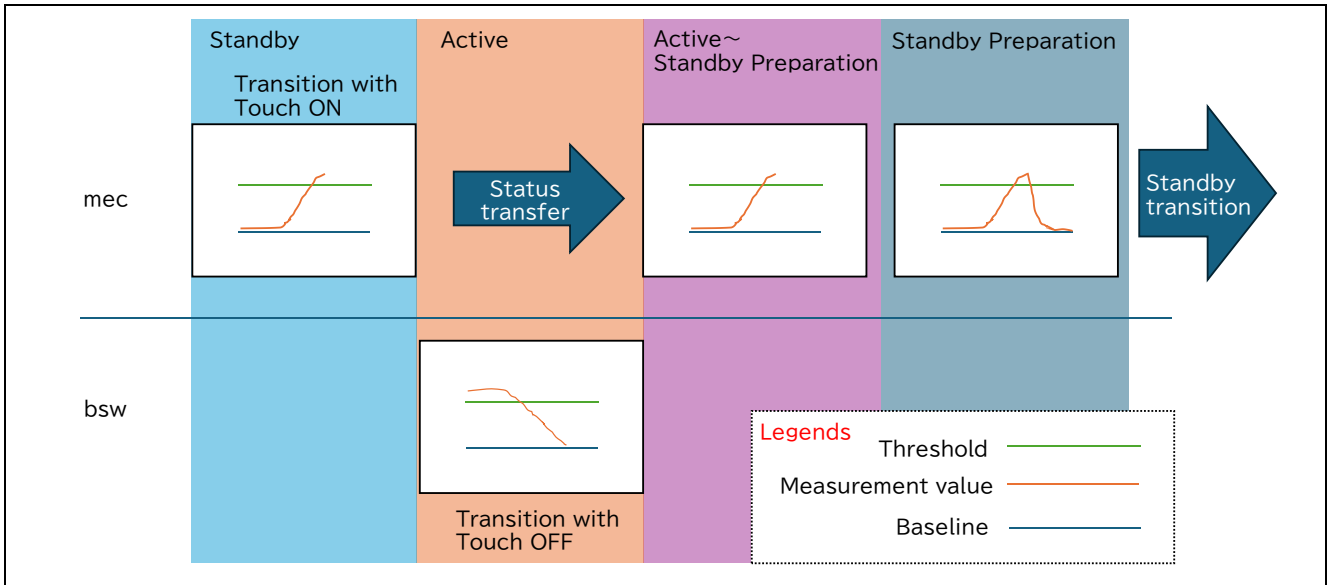 Standby
Active
Active～
Standby Preparation
Standby Preparation
Transition with
Touch ON
mec
Status
transfer
Standby
transition
bsw
Transition with
Touch OFF
Legends
Threshold
Measurement value
Baseline